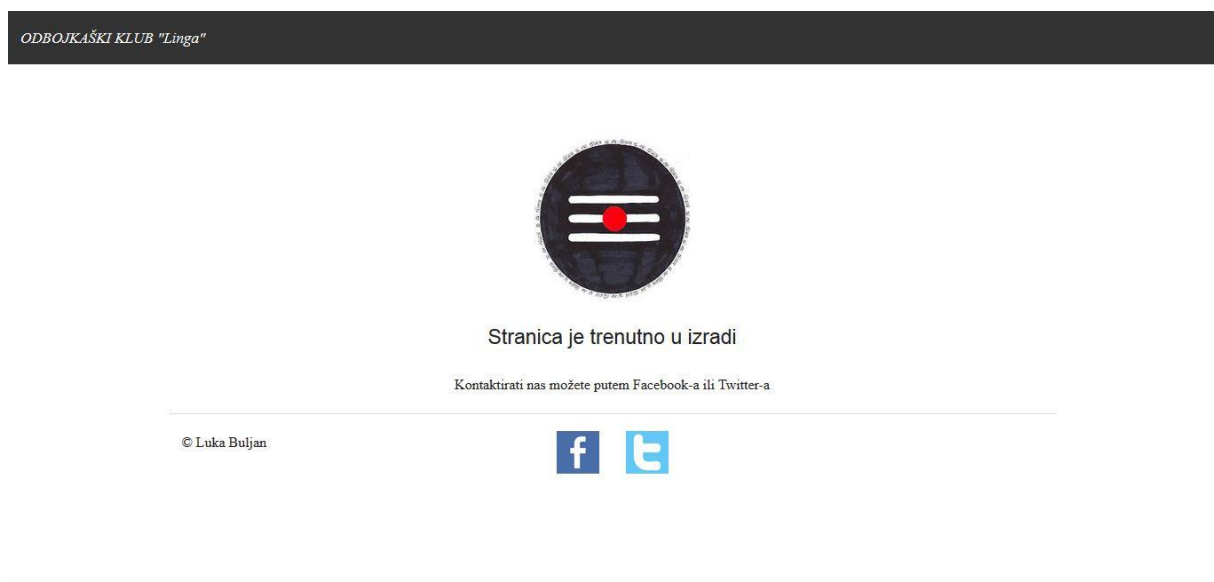 ODBOJKAŠKI KLUB "Linga"
Stranica je trenutno u izradi
Kontaktirati nas možete putem Facebook-a ili Twitter-a
© Luka Buljan